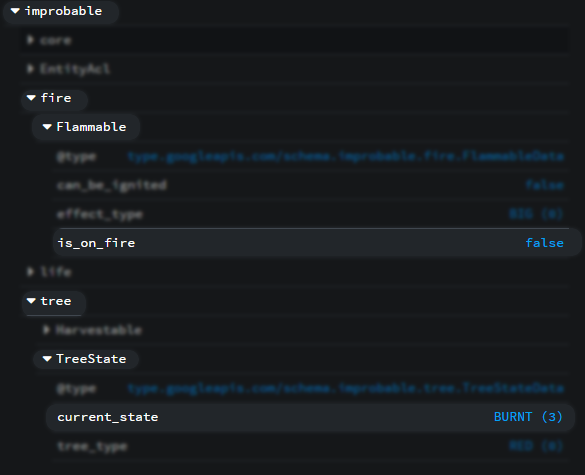 improbable
core
EntityAcl
fire
Flammable
@type type.googleapis.com/schema.improbable.fire.FlammableData
can_be_ignited false
effect_type BIG (0)
is_on_fire false
life
tree
Harvestable
TreeState
@type type.googleapis.com/schema.improbable.tree.TreeStateData
current_state BURNT (3)
tree_type RED (0)